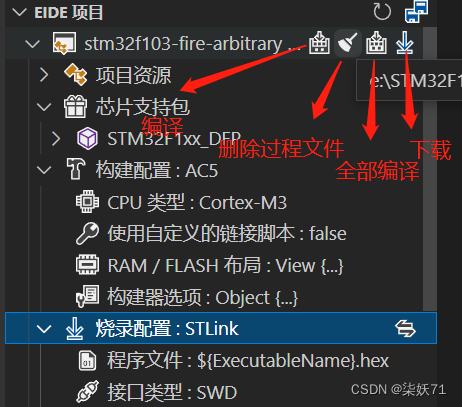 EIDE 项目
stm32f103-fire-arbitrary ...
项目资源
e:\STM32F1
芯片支持包
编译
STM32F1xx_DFP
删除过程文件
下载
全部编译
构建配置 : AC5
CPU 类型 : Cortex-M3
使用自定义的链接脚本 : false
RAM / FLASH 布局 : View {...}
构建器选项 : Object {...}
烧录配置 : STLink
程序文件 : ${ExecutableName}.hex
接口类型 : SWD
CSDN @柒妖71